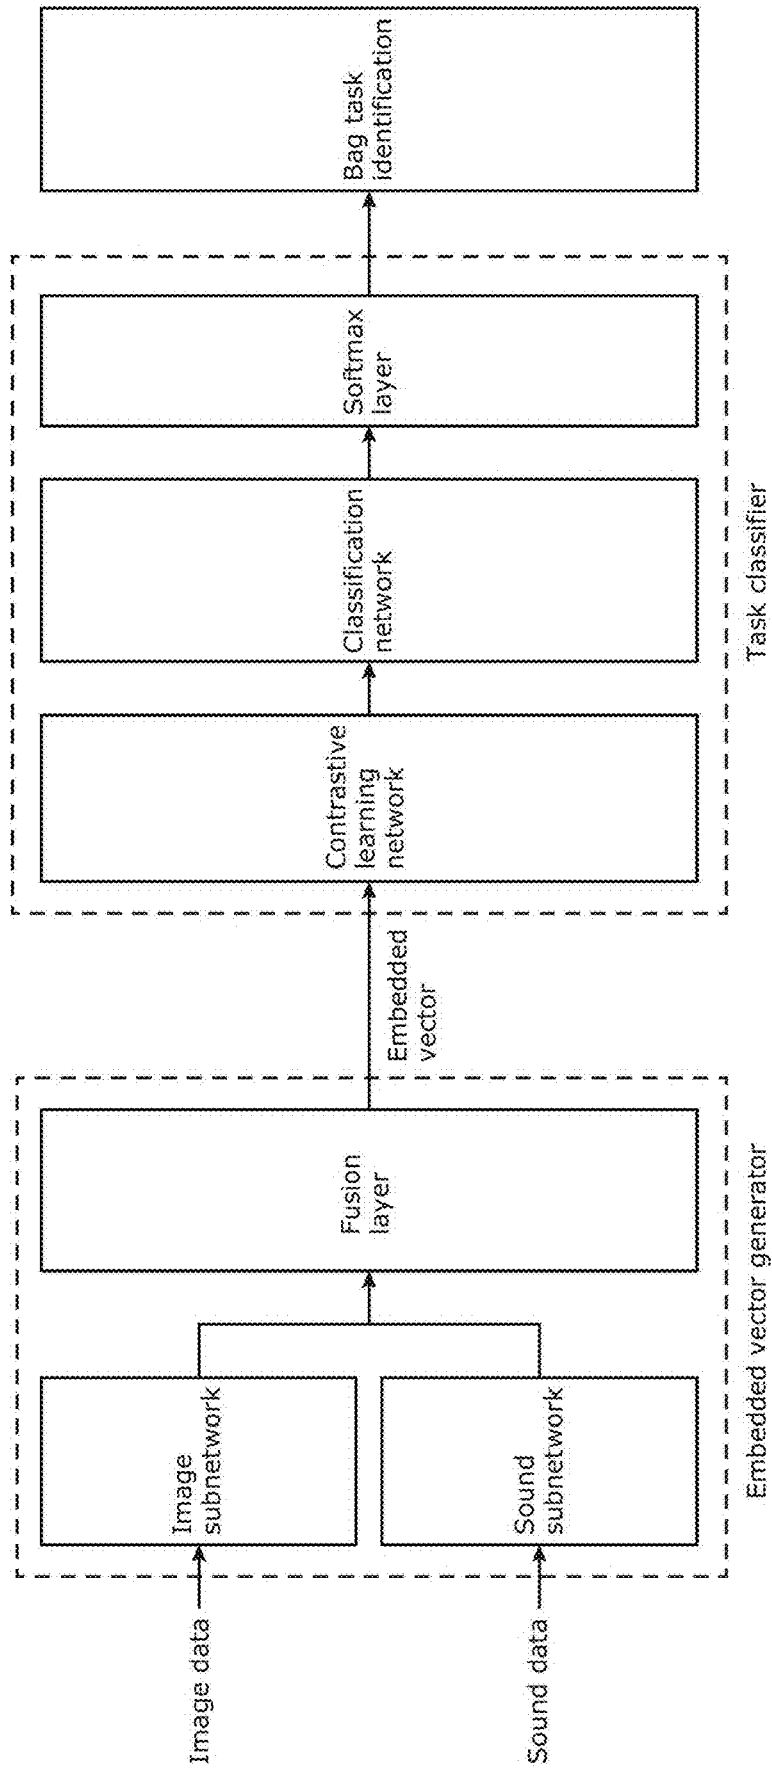 Image data
Sound data
Image
subnetwork
Sound
subnetwork
Fusion
layer
Embedded vector generator
Embedded
vector
Contrastive
learning
network
Classification
network
Softmax
layer
Task classifier
Bag task
identification